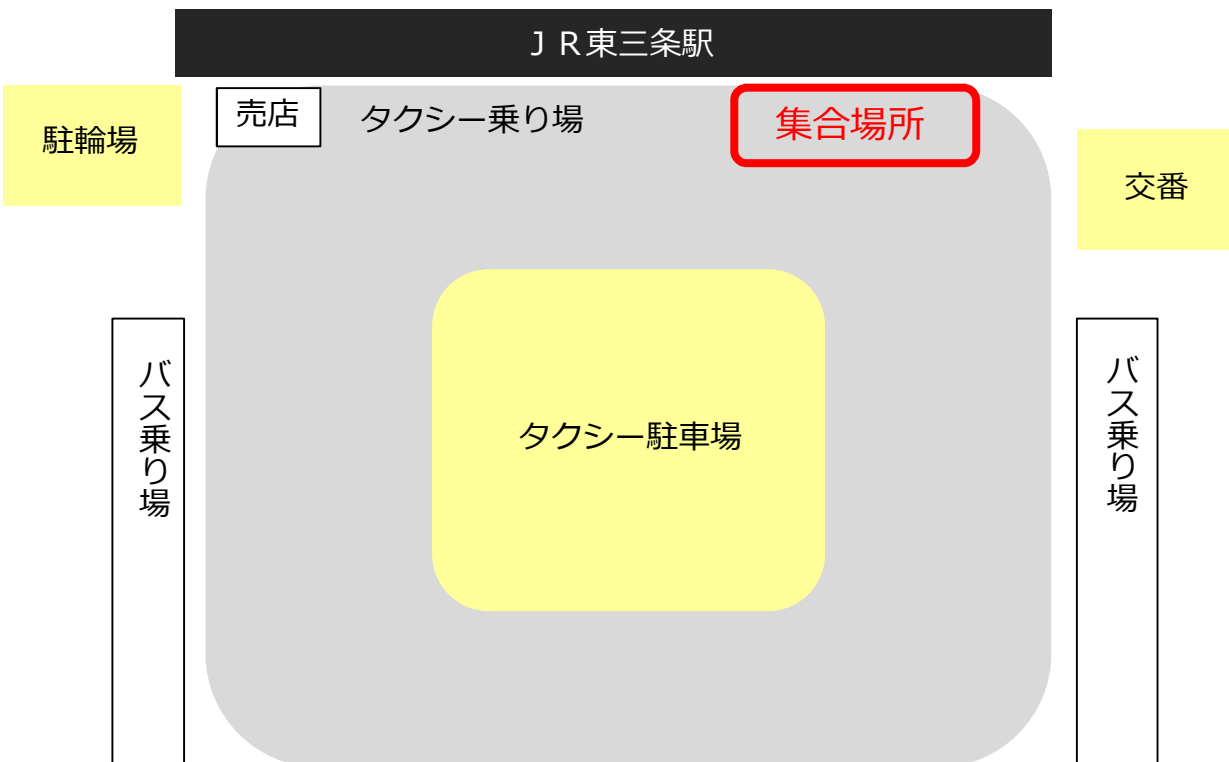 ＪＲ東三条駅
売店
タクシー乗り場
集合場所
駐輪場
交番
バス乗り場
タクシー駐車場
バス乗り場